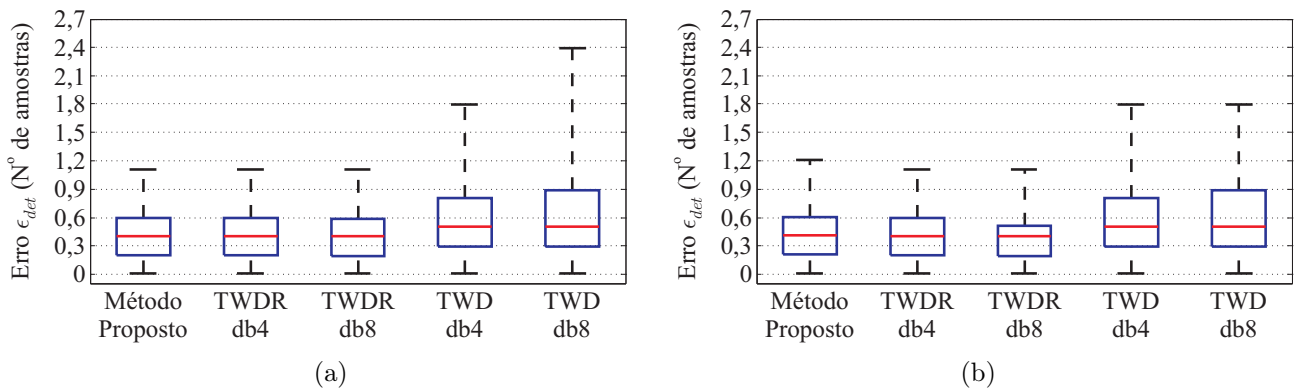 Erro ϵdet (Nº de amostras)
2,7
2,4
2,1
1,8
1,5
1,2
0,9
0,6
0,3
0
Método
Proposto
TWDR
db4
TWDR
db8
TWD
db4
TWD
db8
(a)
Erro ϵdet (Nº de amostras)
2,7
2,4
2,1
1,8
1,5
1,2
0,9
0,6
0,3
0
Método
Proposto
TWDR
db4
TWDR
db8
TWD
db4
TWD
db8
(b)